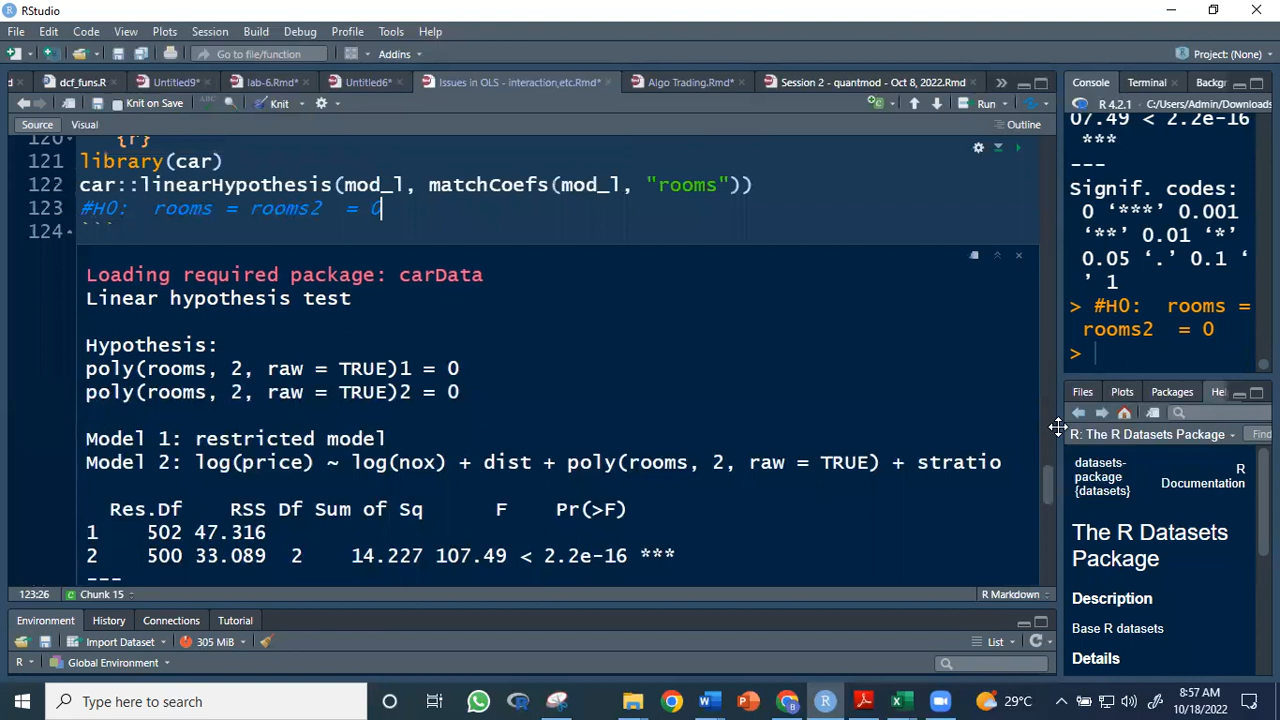 RStudio
File Edit Code View Plots Session Build Debug Profile Tools Help
Go to file/function Addins Project: (None)
dcf_funs.R Untitled9* lab-6.Rmd* Untitled6* Issues in OLS - interaction,etc.Rmd* Algo Trading.Rmd* Session 2 - quantmod - Oct 8, 2022.Rmd
Knit on Save Knit Run
Source Visual Outline
120 {r}
121 library(car)
122 car::linearHypothesis(mod_l, matchCoefs(mod_l, "rooms"))
123 #H0:  rooms = rooms2  = 0
124 ```
Loading required package: carData
Linear hypothesis test
Hypothesis:
poly(rooms, 2, raw = TRUE)1 = 0
poly(rooms, 2, raw = TRUE)2 = 0
Model 1: restricted model
Model 2: log(price) ~ log(nox) + dist + poly(rooms, 2, raw = TRUE) + stratio
Res.Df RSS Df Sum of Sq F Pr(>F)
1 502 47.316
2 500 33.089 2 14.227 107.49 < 2.2e-16 ***
---
123:26 Chunk 15 R Markdown
Environment History Connections Tutorial
Import Dataset 305 MiB List
R Global Environment
Console Terminal Backgr
R 4.2.1 C:/Users/Admin/Downloads
07.49 < 2.2e-16
***
---
Signif. codes:
0 ‘***’ 0.001
‘**’ 0.01 ‘*’
0.05 ‘.’ 0.1 ‘
’ 1
> #H0:  rooms =
rooms2  = 0
>
Files Plots Packages Hel
R: The R Datasets Package Find
datasets-
package
{datasets}
R
Documentation
The R Datasets
Package
Description
Base R datasets
Details
Type here to search
29°C
8:57 AM
10/18/2022